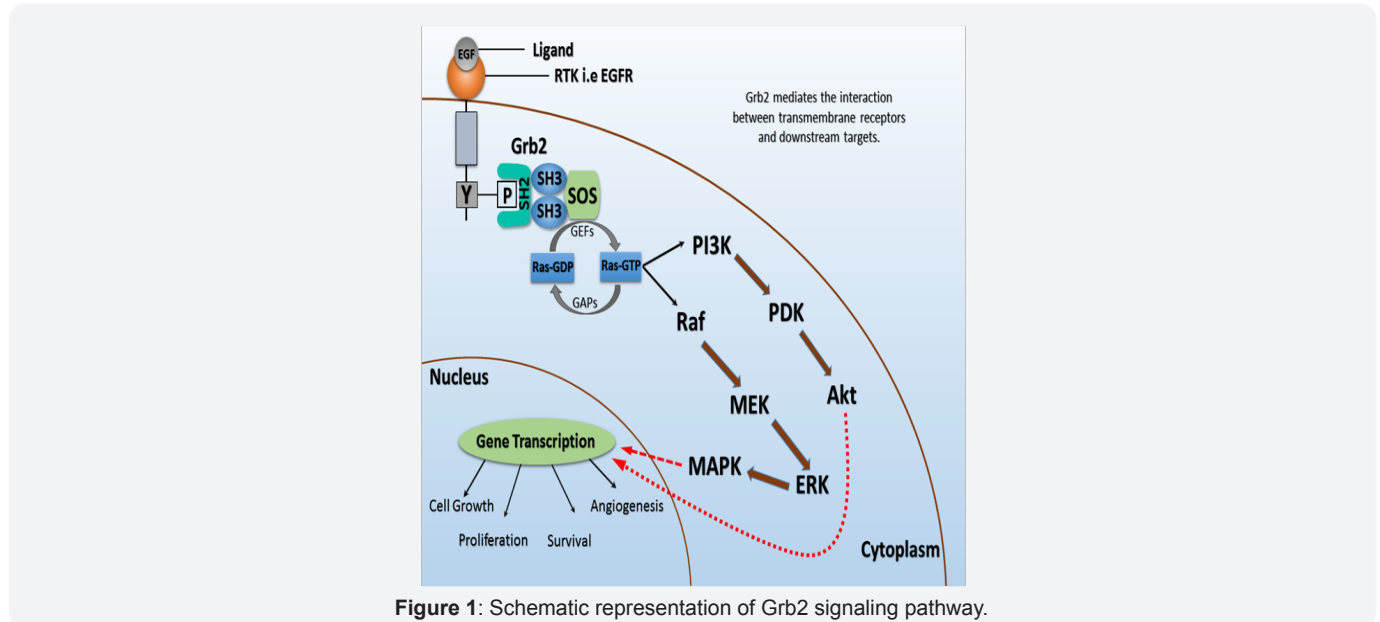 EGF
Ligand
RTK i.e EGFR
Grb2 mediates the interaction
between transmembrane receptors
and downstream targets.
Grb2
Y
P
SH2
SH3
SH3
SOS
GEFs
Ras-GDP
Ras-GTP
GAPs
PI3K
Raf
PDK
Nucleus
MEK
Akt
Gene Transcription
MAPK
ERK
Cell Growth
Angiogenesis
Proliferation
Survival
Cytoplasm
Figure 1: Schematic representation of Grb2 signaling pathway.